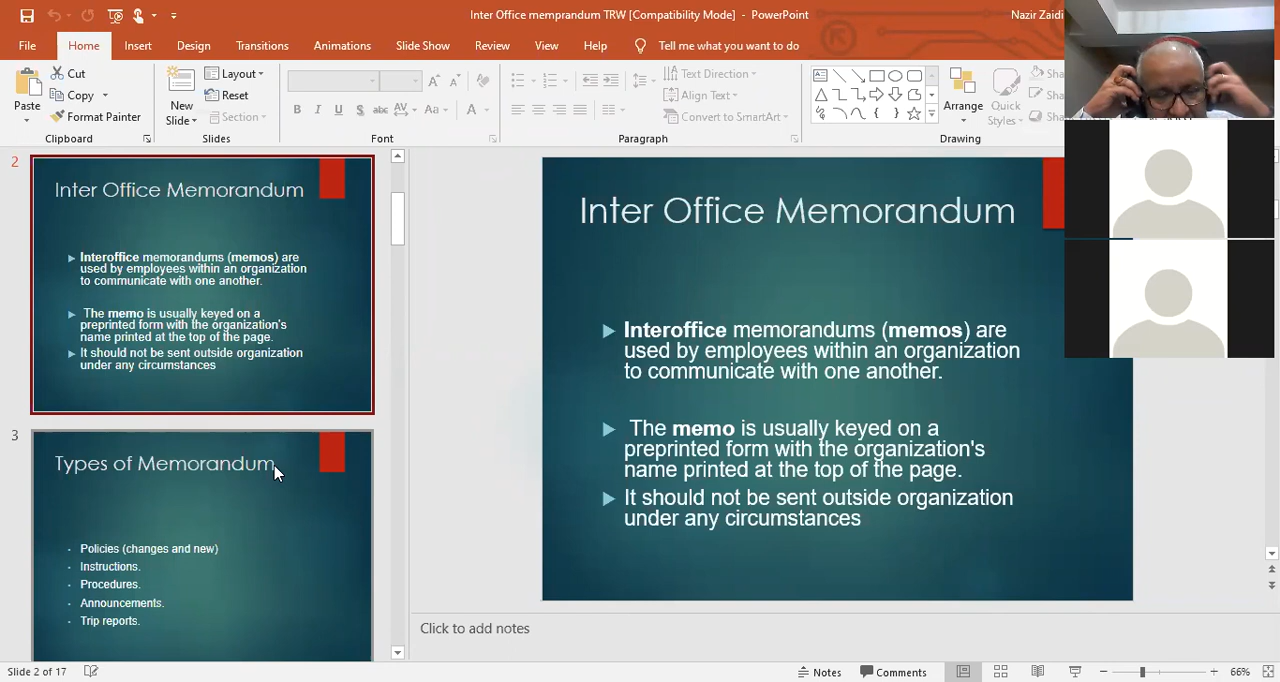 Inter Office memprandum TRW [Compatibility Mode] - PowerPoint
Nazir Zaidi
File Home Insert Design Transitions Animations Slide Show Review View Help Tell me what you want to do
Paste
Cut
Copy
Format Painter
Clipboard
New
Slide
Layout
Reset
Section
Slides
B I U S abc AV Aa A
Font
Text Direction
Align Text
Convert to SmartArt
Paragraph
Arrange
Quick
Styles
Drawing
2
Inter Office Memorandum
Interoffice memorandums (memos) are
used by employees within an organization
to communicate with one another.
The memo is usually keyed on a
preprinted form with the organization's
name printed at the top of the page.
It should not be sent outside organization
under any circumstances
3
Types of Memorandum
Policies (changes and new)
Instructions.
Procedures.
Announcements.
Trip reports.
Inter Office Memorandum
Interoffice memorandums (memos) are
used by employees within an organization
to communicate with one another.
The memo is usually keyed on a
preprinted form with the organization's
name printed at the top of the page.
It should not be sent outside organization
under any circumstances
Click to add notes
Slide 2 of 17
Notes
Comments
66%